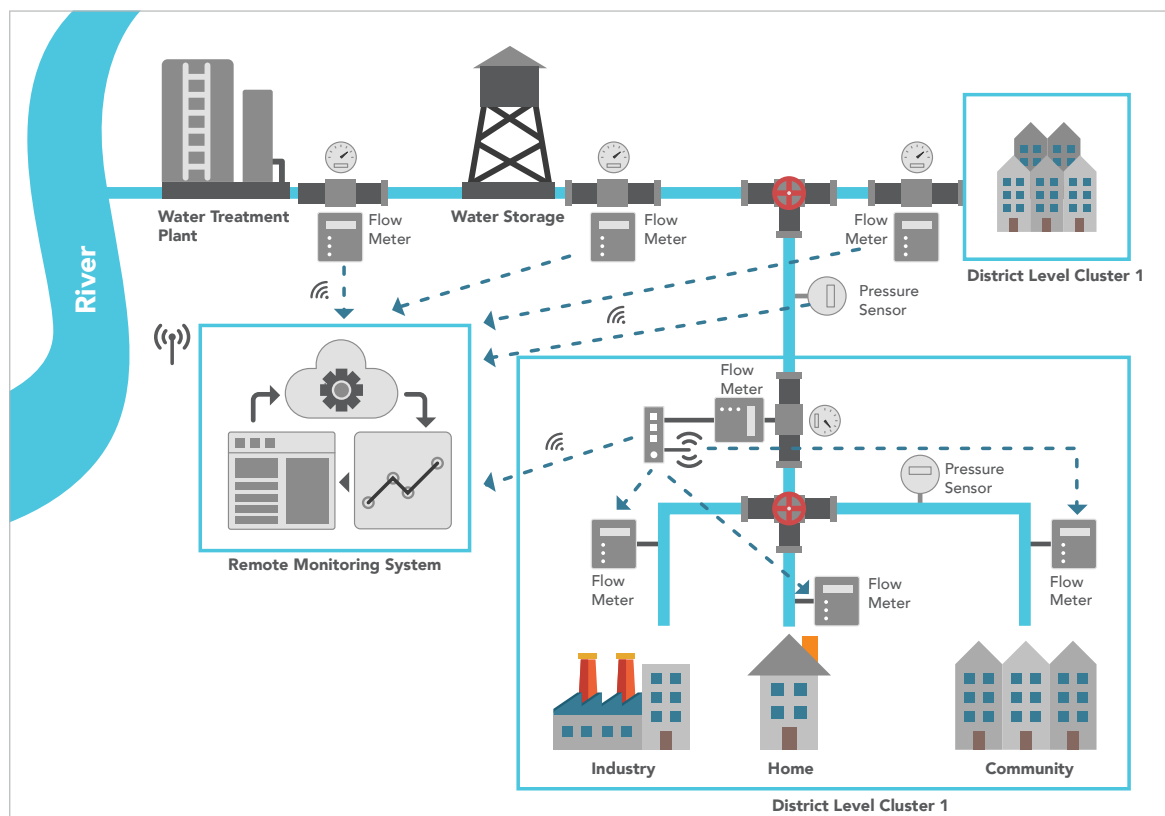 River
Water Treatment
Plant
Flow
Meter
Water Storage
Flow
Meter
Flow
Meter
District Level Cluster 1
Pressure
Sensor
Flow
Meter
Pressure
Sensor
Remote Monitoring System
Flow
Meter
Flow
Meter
Flow
Meter
Industry
Home
Community
District Level Cluster 1